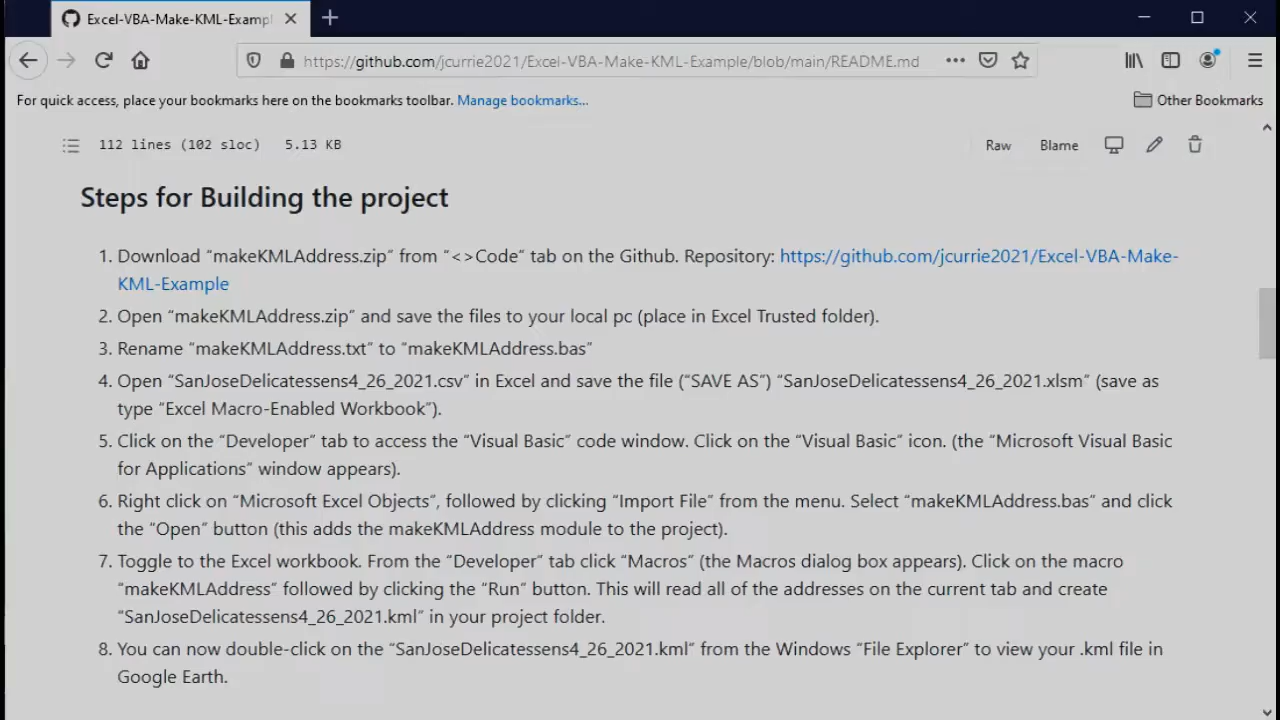 Excel-VBA-Make-KML-Examp
https://github.com/jcurrie2021/Excel-VBA-Make-KML-Example/blob/main/README.md
For quick access, place your bookmarks here on the bookmarks toolbar. Manage bookmarks...
Other Bookmarks
112 lines (102 sloc) 5.13 KB
Raw Blame
Steps for Building the project
1. Download “makeKMLAddress.zip” from “<>Code” tab on the Github. Repository: https://github.com/jcurrie2021/Excel-VBA-Make-
KML-Example
2. Open “makeKMLAddress.zip” and save the files to your local pc (place in Excel Trusted folder).
3. Rename “makeKMLAddress.txt” to “makeKMLAddress.bas”
4. Open “SanJoseDelicatessens4_26_2021.csv” in Excel and save the file (“SAVE AS”) “SanJoseDelicatessens4_26_2021.xlsm” (save as
type “Excel Macro-Enabled Workbook”).
5. Click on the “Developer” tab to access the “Visual Basic” code window. Click on the “Visual Basic” icon. (the “Microsoft Visual Basic
for Applications” window appears).
6. Right click on “Microsoft Excel Objects”, followed by clicking “Import File” from the menu. Select “makeKMLAddress.bas” and click
the “Open” button (this adds the makeKMLAddress module to the project).
7. Toggle to the Excel workbook. From the “Developer” tab click “Macros” (the Macros dialog box appears). Click on the macro
“makeKMLAddress” followed by clicking the “Run” button. This will read all of the addresses on the current tab and create
“SanJoseDelicatessens4_26_2021.kml” in your project folder.
8. You can now double-click on the “SanJoseDelicatessens4_26_2021.kml” from the Windows “File Explorer” to view your .kml file in
Google Earth.